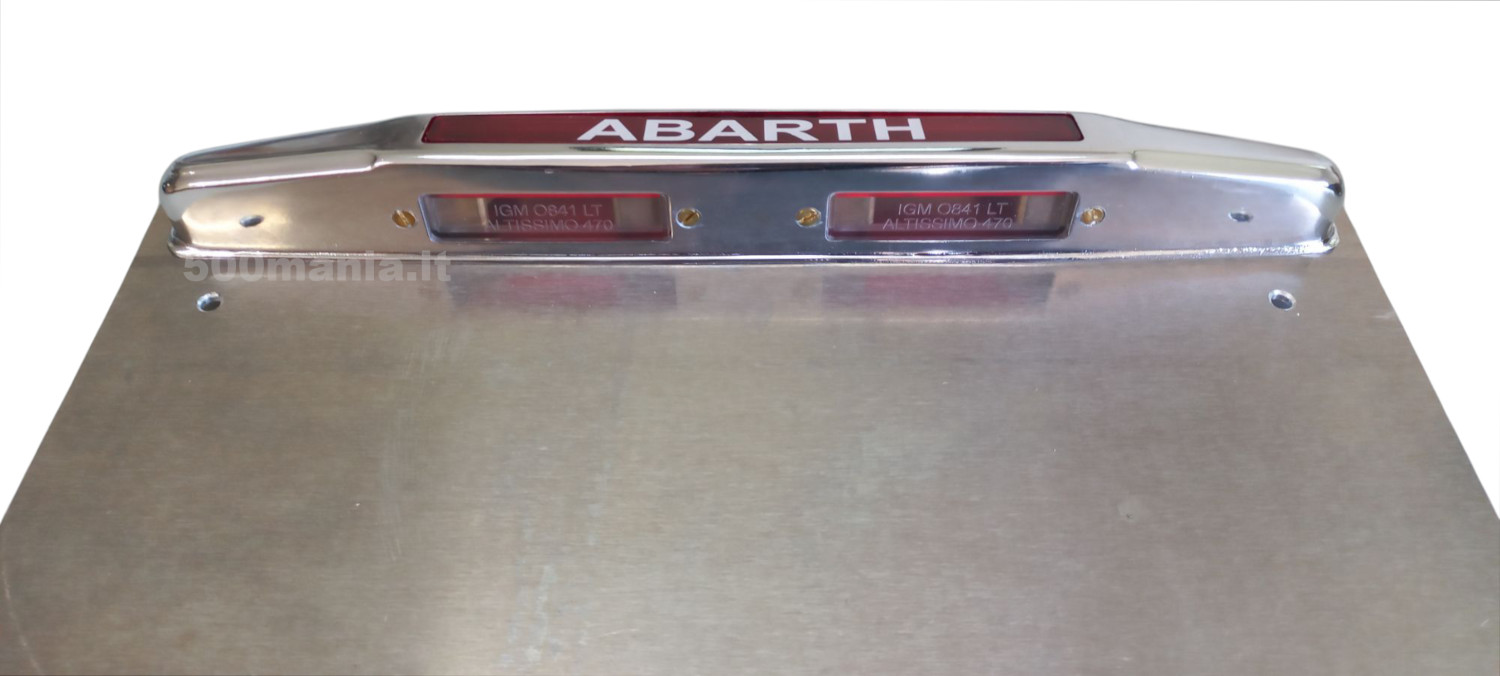 ABARTH
IGM O841 LT
ALTISSIMO 470
IGM O841 LT
ALTISSIMO 470
500mania.it